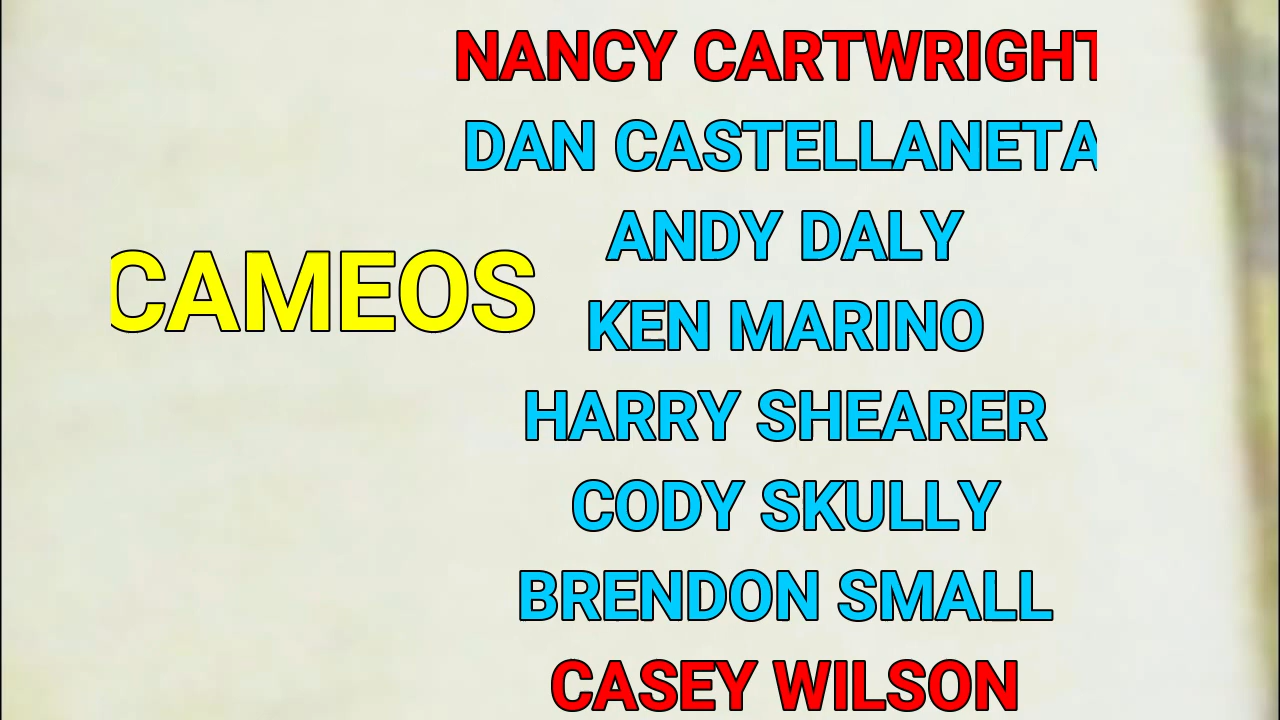 NANCY CARTWRIGHT
DAN CASTELLANETA
ANDY DALY
CAMEOS
KEN MARINO
HARRY SHEARER
CODY SKULLY
BRENDON SMALL
CASEY WILSON